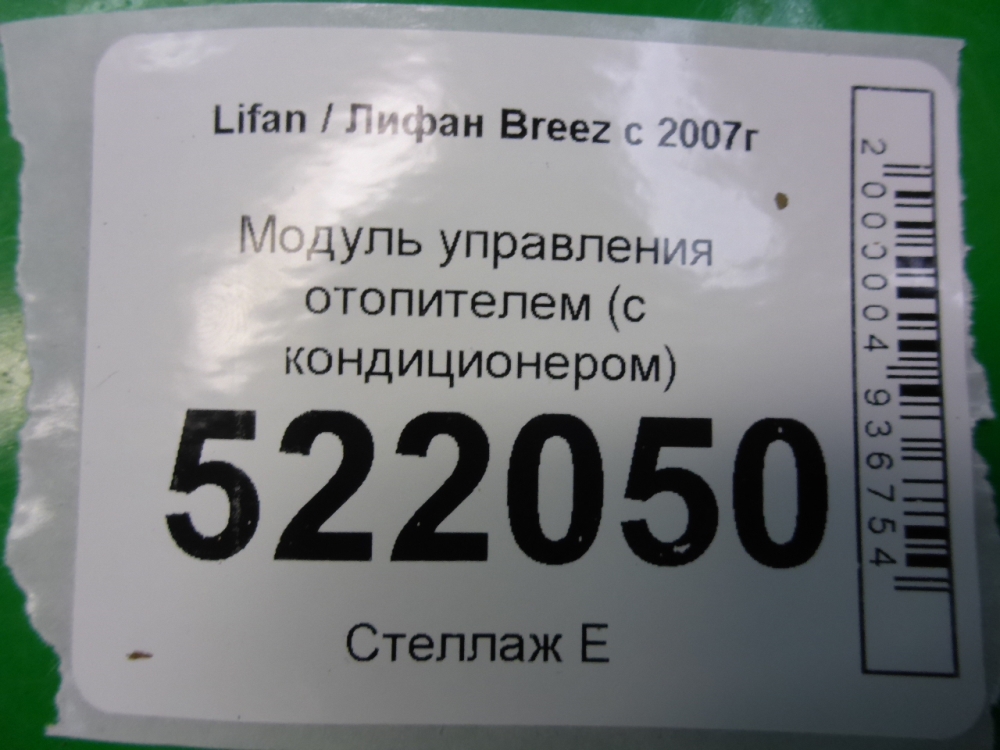 Lifan / Лифан Breez с 2007г
Модуль управления
отопителем (с
кондиционером)
522050
Стеллаж Е
2000004936754